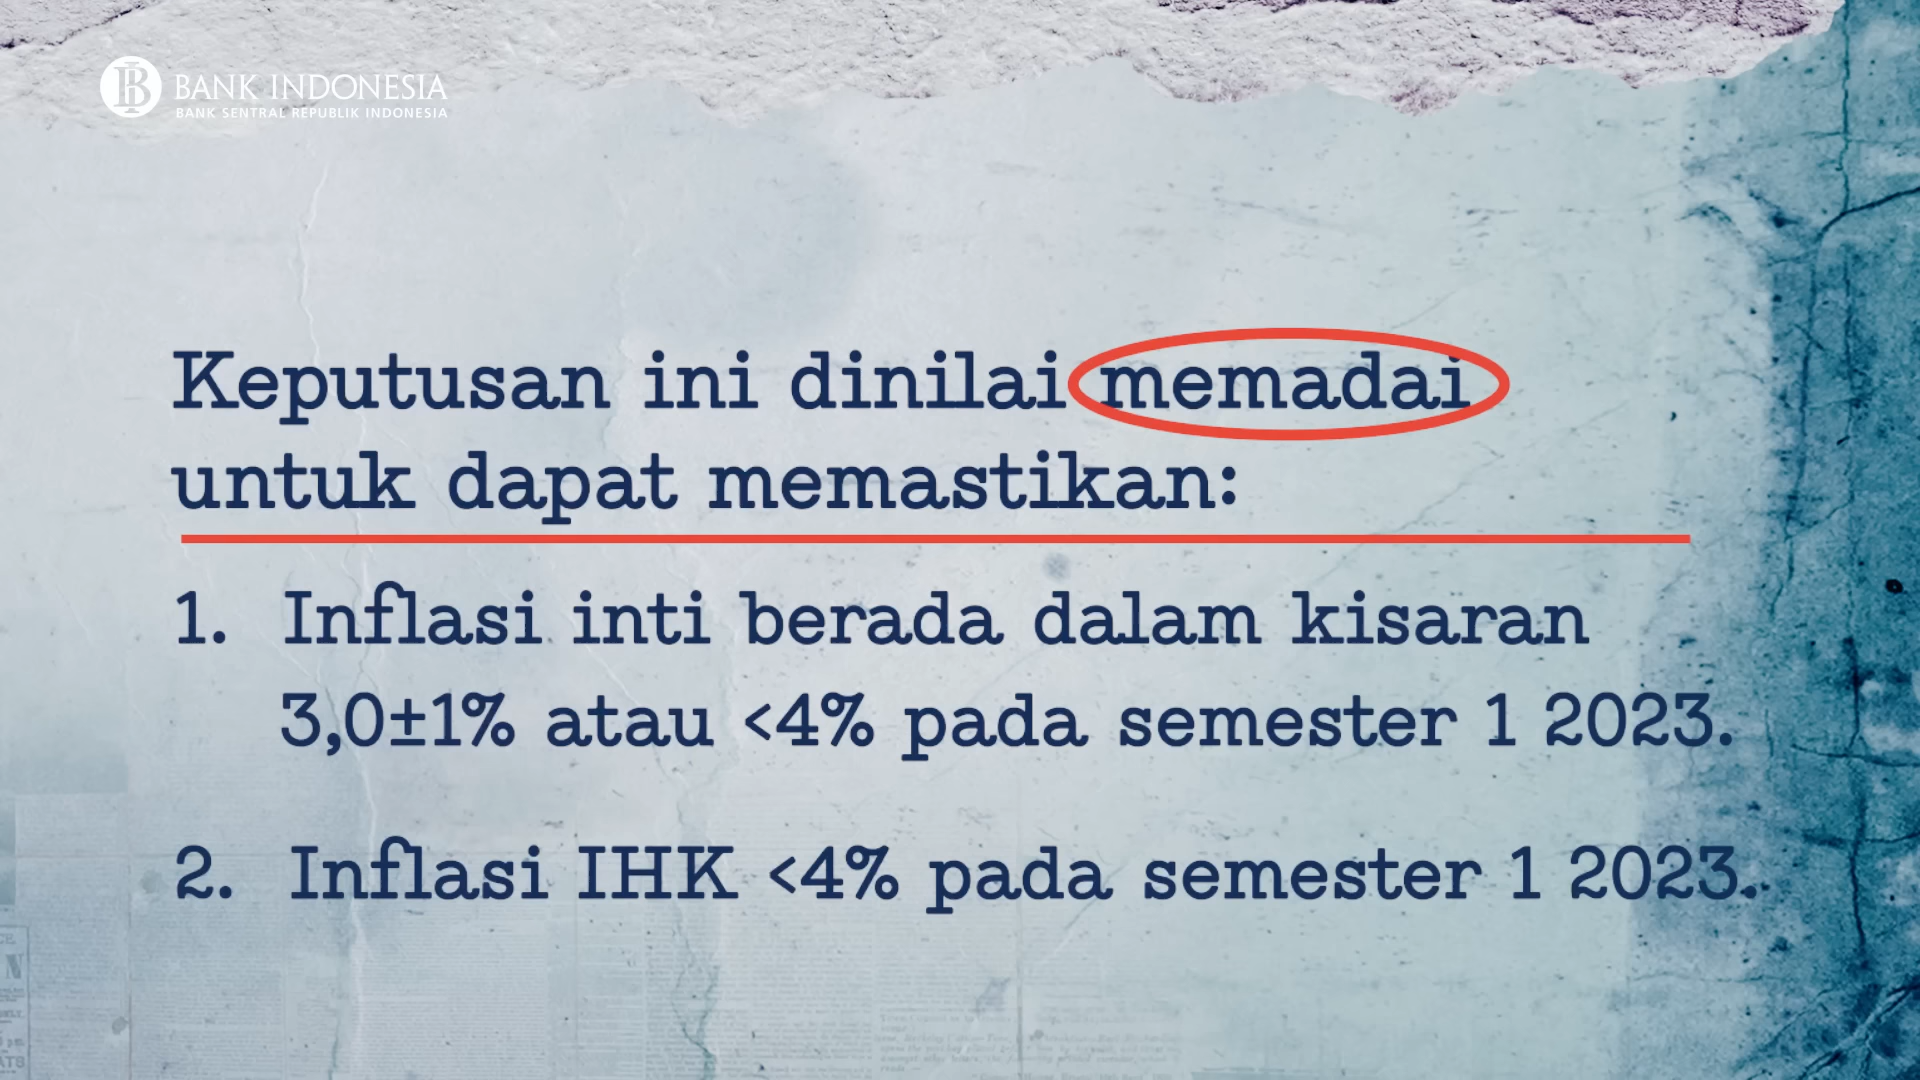 BANK INDONESIA
BANK SENTRAL REPUBLIK INDONESIA
Keputusan ini dinilai memadai
untuk dapat memastikan:
1. Inflasi inti berada dalam kisaran
3,0±1% atau <4% pada semester 1 2023.
2. Inflasi IHK <4% pada semester 1 2023.